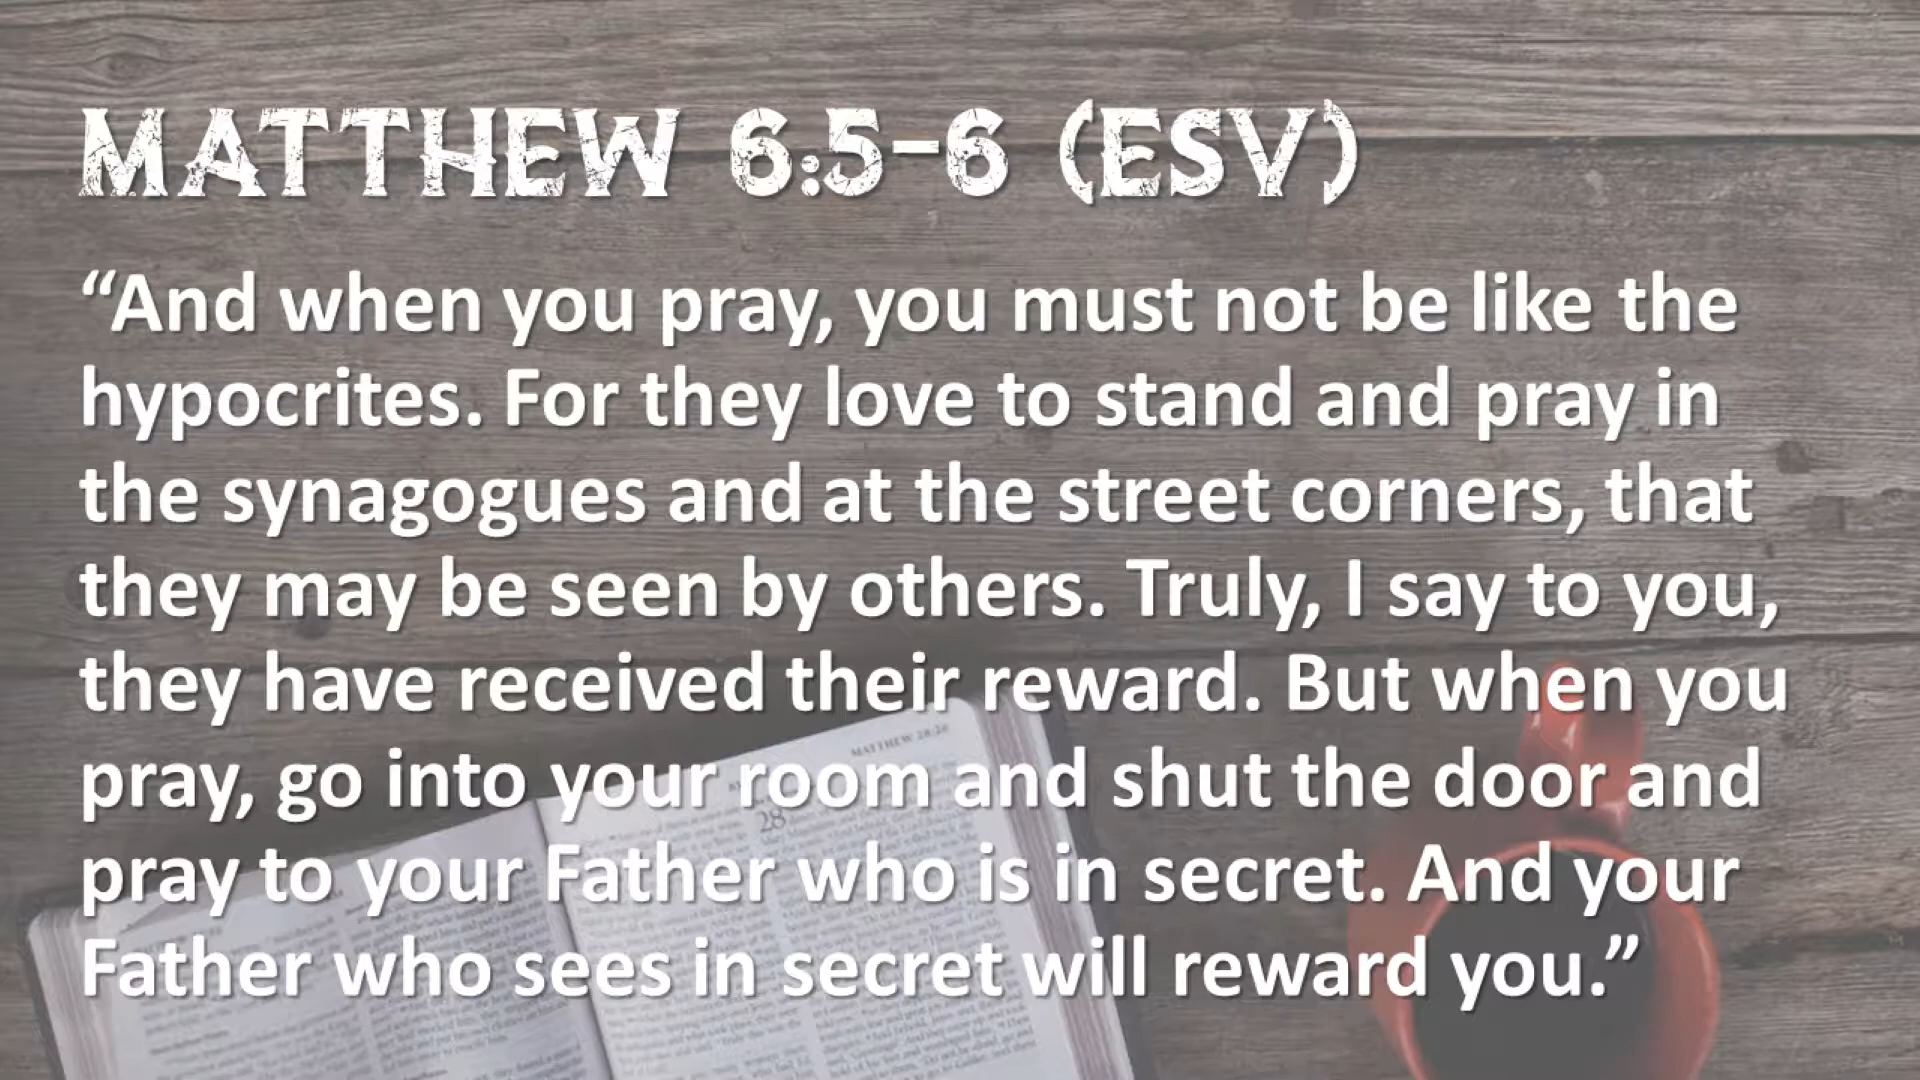 MATTHEW 6:5-6 (ESV)
“And when you pray, you must not be like the
hypocrites. For they love to stand and pray in
the synagogues and at the street corners, that
they may be seen by others. Truly, I say to you,
they have received their reward. But when you
pray, go into your room and shut the door and
pray to your Father who is in secret. And your
Father who sees in secret will reward you.”
MATTHEW 28:20
28